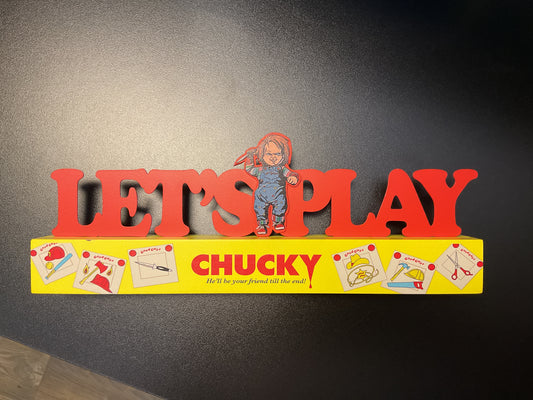 LET'S PLAY
CHUCKY
He'll be your friend till the end!